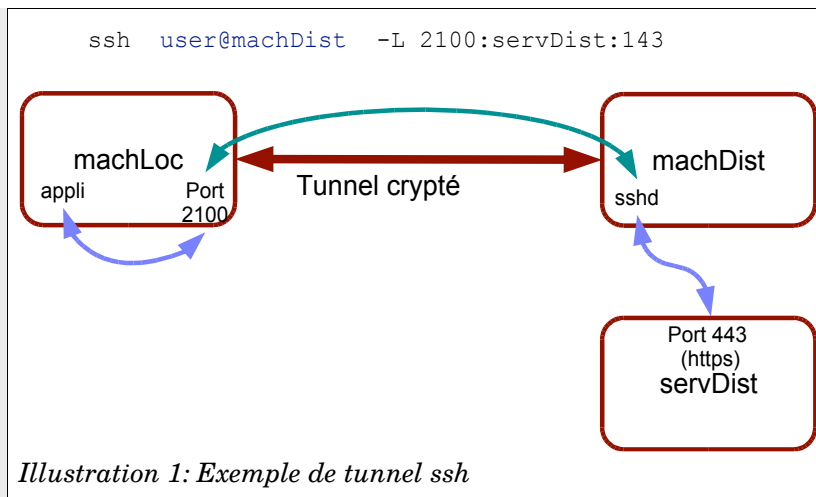 ssh user@machDist -L 2100:servDist:143
machLoc
appli
Port
2100
Tunnel crypté
machDist
sshd
Port 443
(https)
servDist
Illustration 1: Exemple de tunnel ssh